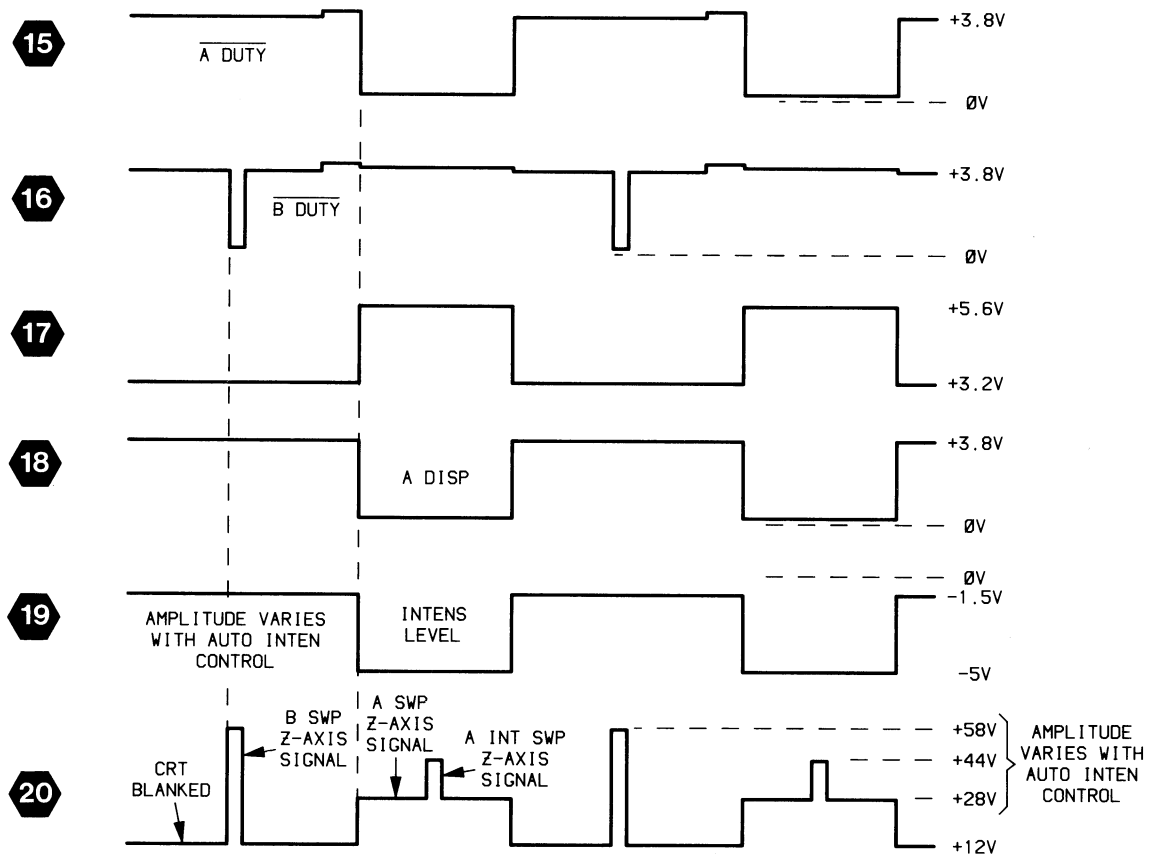 15
A DUTY
+3.8V
ØV
16
B DUTY
+3.8V
ØV
17
+5.6V
+3.2V
18
A DISP
+3.8V
ØV
19
AMPLITUDE VARIES
WITH AUTO INTEN
CONTROL
INTENS
LEVEL
ØV
-1.5V
-5V
20
CRT
BLANKED
B SWP
Z-AXIS
SIGNAL
A SWP
Z-AXIS
SIGNAL
A INT SWP
Z-AXIS
SIGNAL
+58V
+44V
+28V
+12V
AMPLITUDE
VARIES WITH
AUTO INTEN
CONTROL